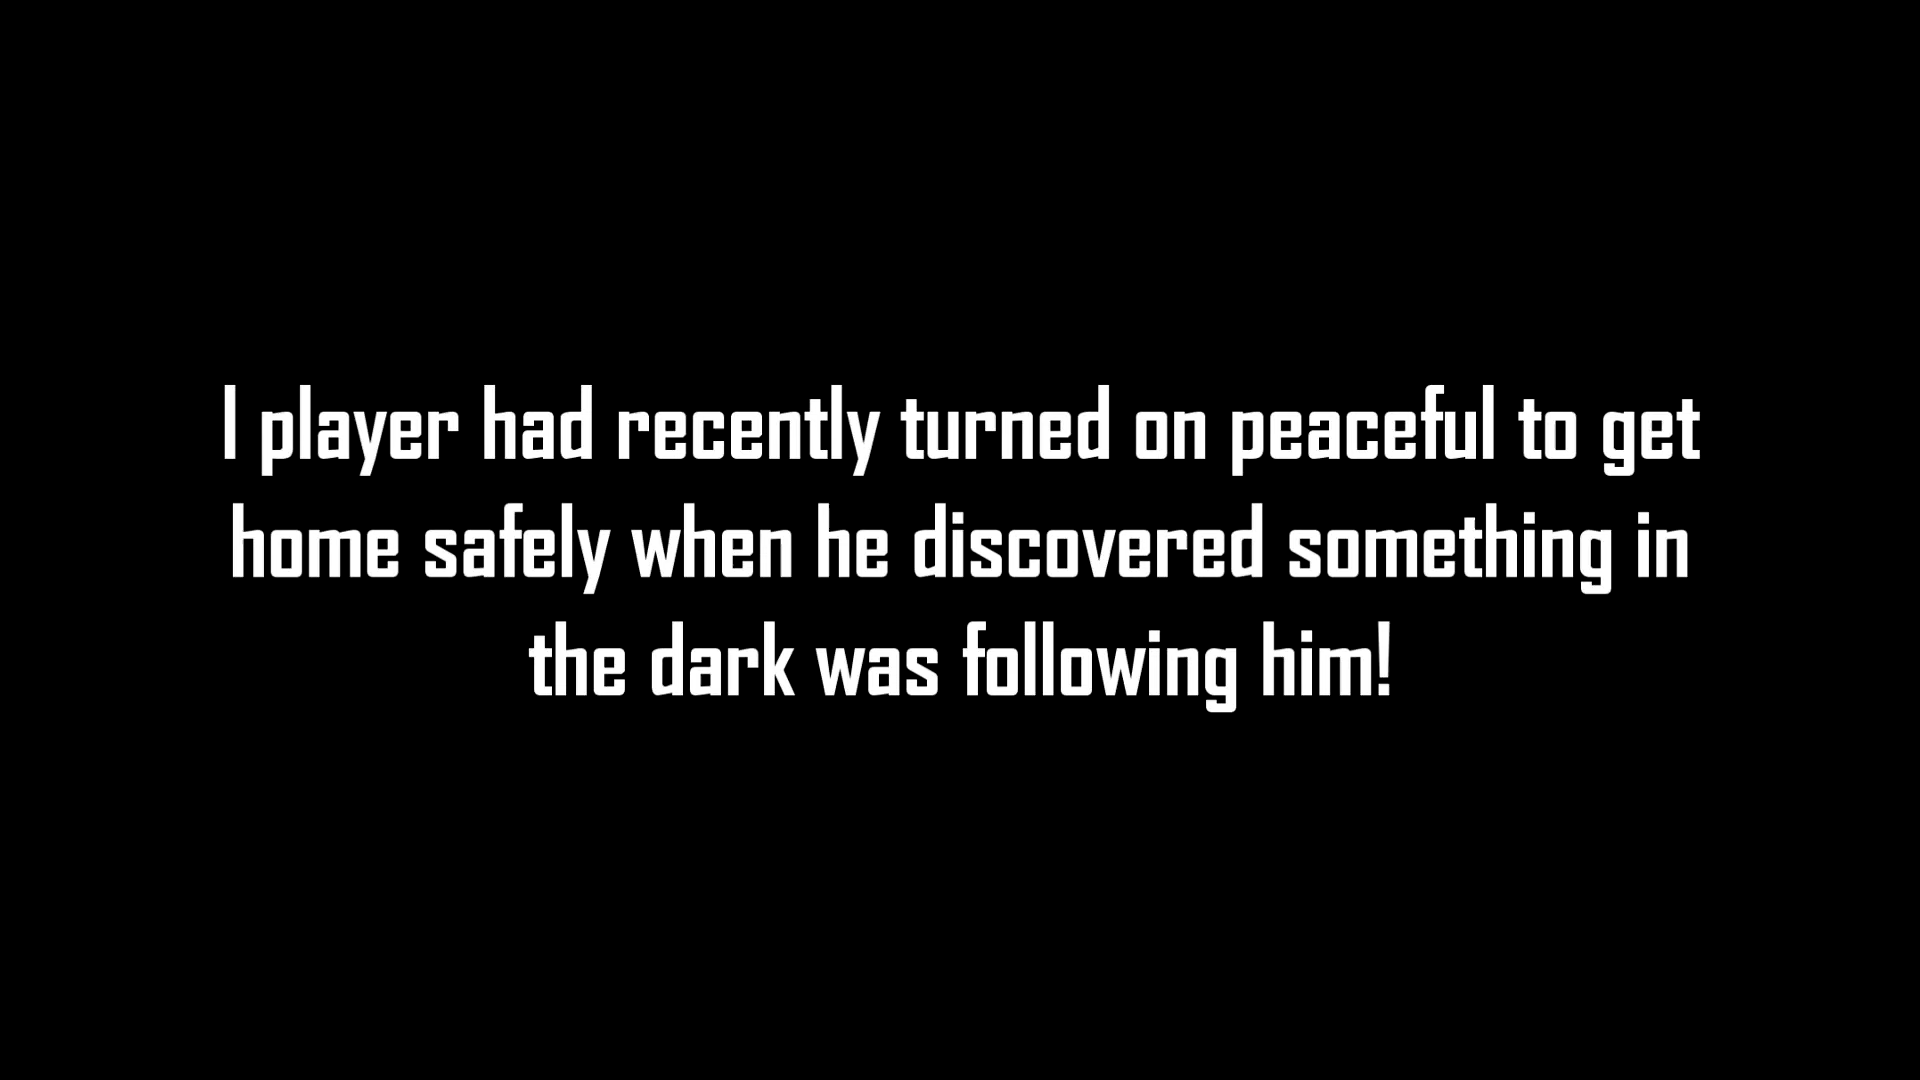 I player had recently turned on peaceful to get
home safely when he discovered something in
the dark was following him!